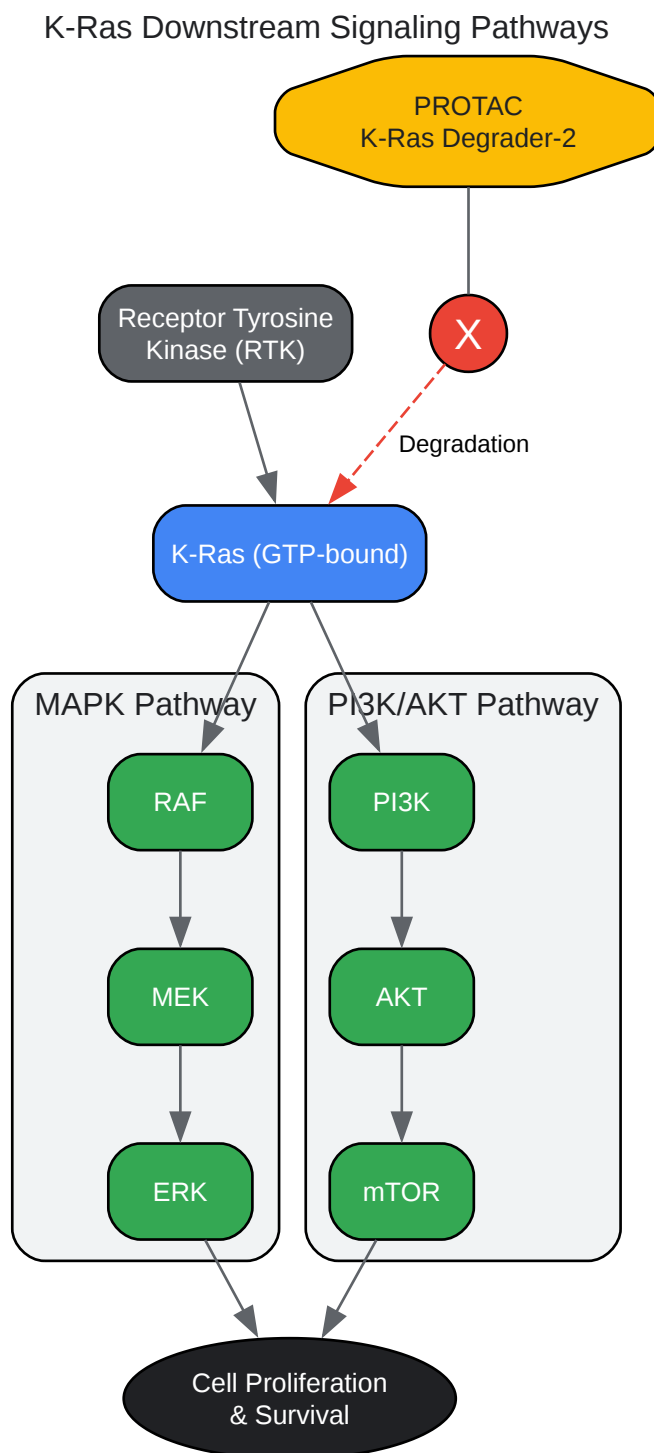 K-Ras Downstream Signaling Pathways
PROTAC
K-Ras Degrader-2
Receptor Tyrosine
Kinase (RTK)
X
Degradation
K-Ras (GTP-bound)
MAPK Pathway
PI3K/AKT Pathway
RAF
PI3K
MEK
AKT
ERK
mTOR
Cell Proliferation
& Survival